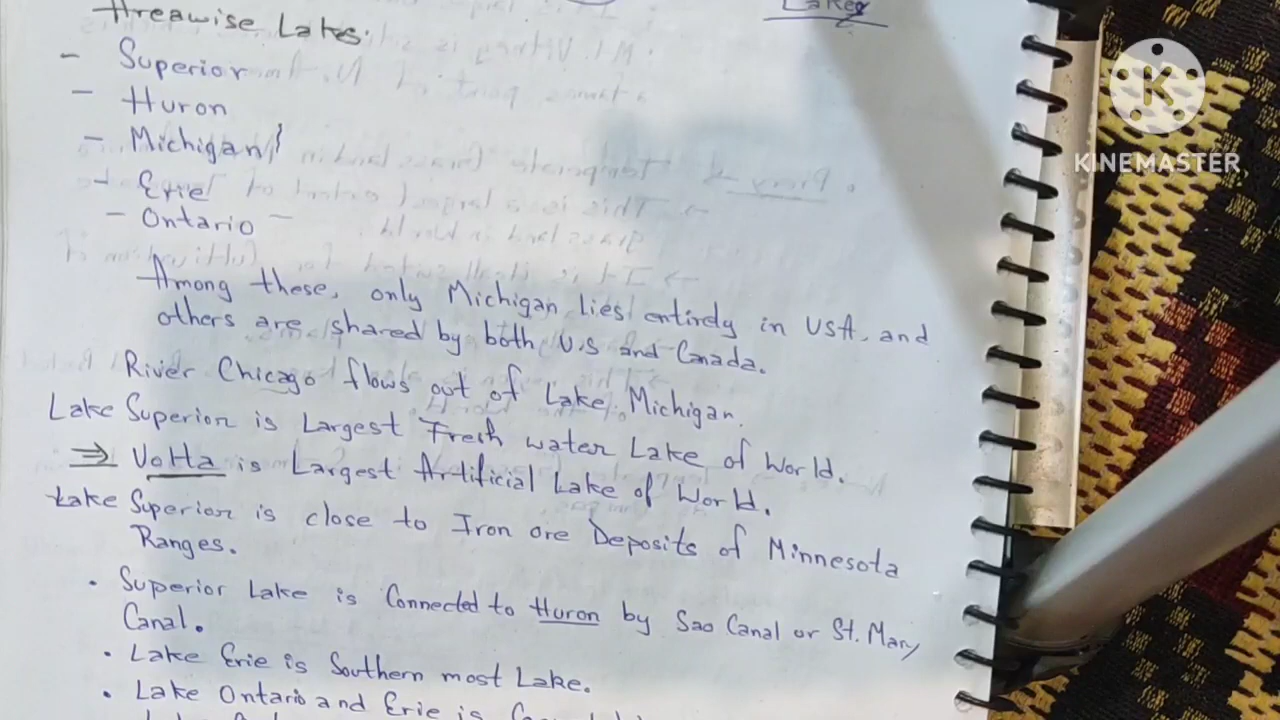 Lakes
Areawise Lakes.
- Superior
- Huron
- Michigan
- Erie
- Ontario
Among these, only Michigan lies entirely in USA, and
others are shared by both U.S and Canada.
River Chicago flows out of Lake Michigan.
Lake Superior is Largest Fresh water Lake of World.
⇒ Volta is Largest Artificial Lake of World.
Lake Superior is close to Iron ore Deposits of Minnesota
Ranges.
• Superior Lake is Connected to Huron by Sao Canal or St. Mary
Canal.
• Lake Erie is Southern most Lake.
• Lake Ontario and Erie is
KINEMASTER